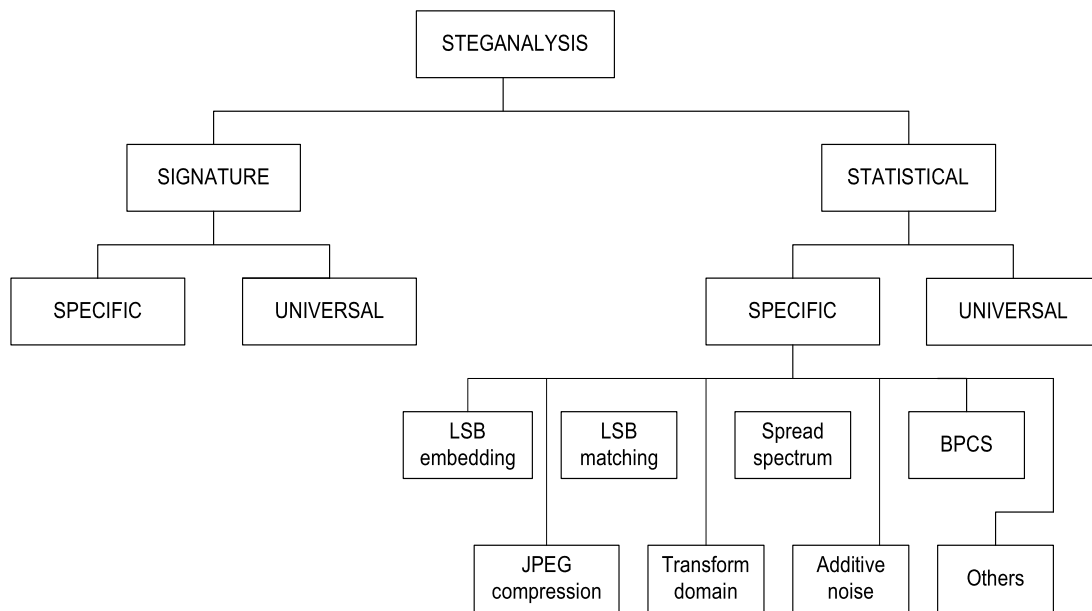 STEGANALYSIS
SIGNATURE
STATISTICAL
SPECIFIC
UNIVERSAL
SPECIFIC
UNIVERSAL
LSB
embedding
LSB
matching
Spread
spectrum
BPCS
JPEG
compression
Transform
domain
Additive
noise
Others